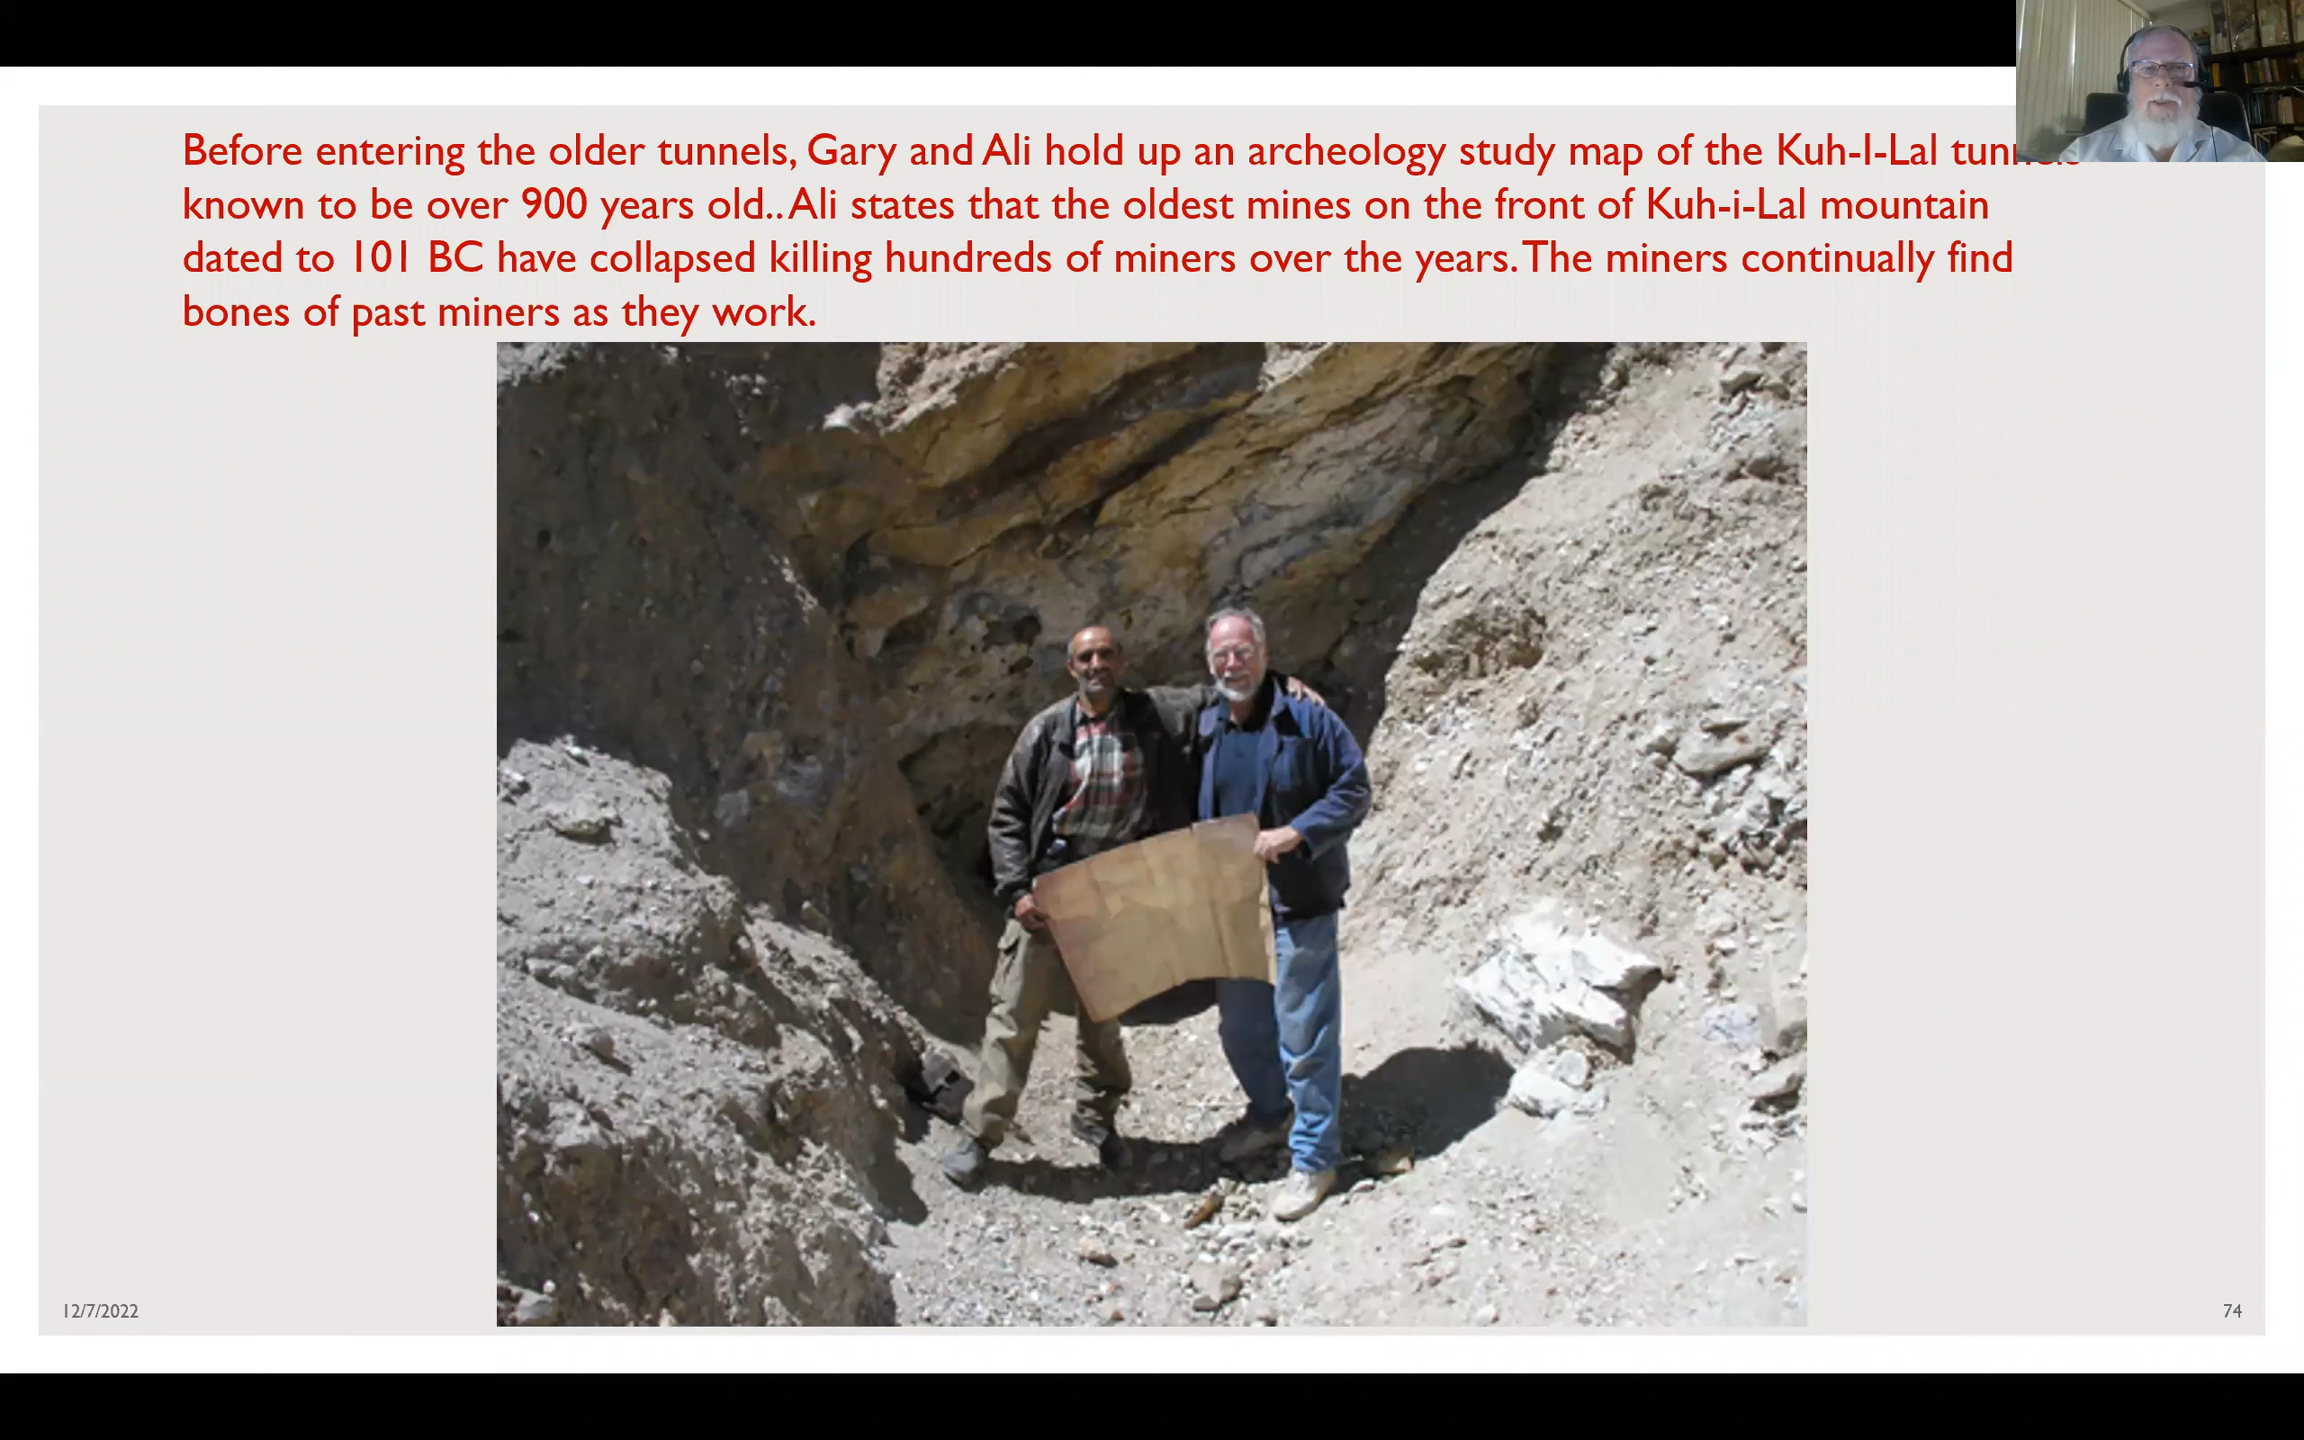 Before entering the older tunnels, Gary and Ali hold up an archeology study map of the Kuh-I-Lal tunnels
known to be over 900 years old.. Ali states that the oldest mines on the front of Kuh-i-Lal mountain
dated to 101 BC have collapsed killing hundreds of miners over the years. The miners continually find
bones of past miners as they work.
12/7/2022
74